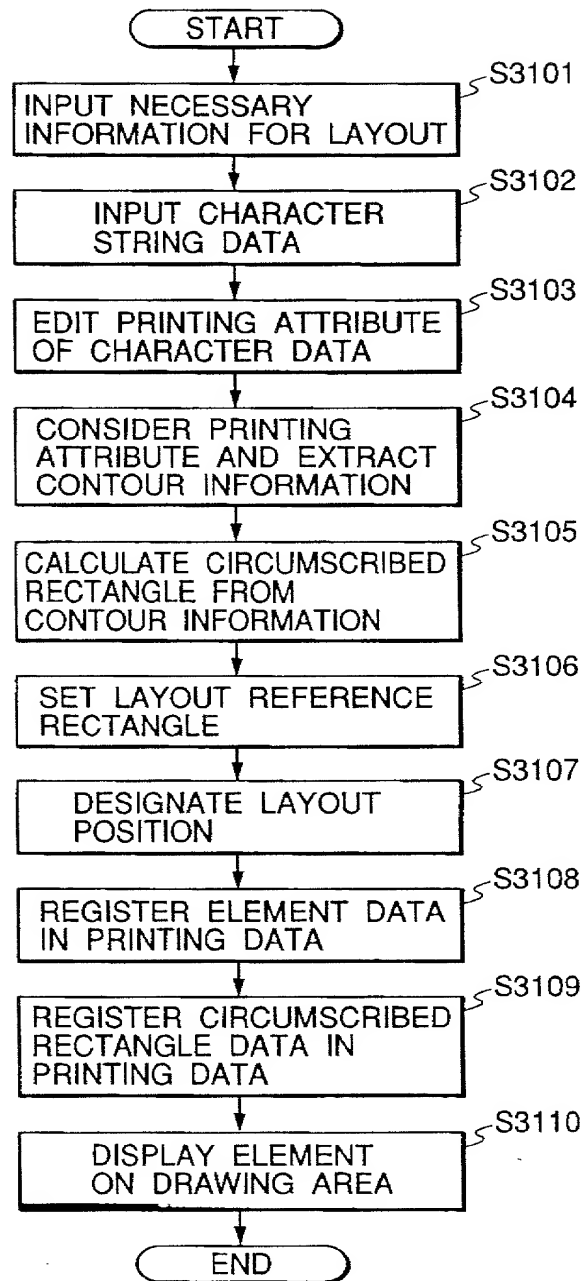 START
S3101
INPUT NECESSARY
INFORMATION FOR LAYOUT
S3102
INPUT CHARACTER
STRING DATA
S3103
EDIT PRINTING ATTRIBUTE
OF CHARACTER DATA
S3104
CONSIDER PRINTING
ATTRIBUTE AND EXTRACT
CONTOUR INFORMATION
S3105
CALCULATE CIRCUMSCRIBED
RECTANGLE FROM
CONTOUR INFORMATION
S3106
SET LAYOUT REFERENCE
RECTANGLE
S3107
DESIGNATE LAYOUT
POSITION
S3108
REGISTER ELEMENT DATA
IN PRINTING DATA
S3109
REGISTER CIRCUMSCRIBED
RECTANGLE DATA IN
PRINTING DATA
S3110
DISPLAY ELEMENT
ON DRAWING AREA
END